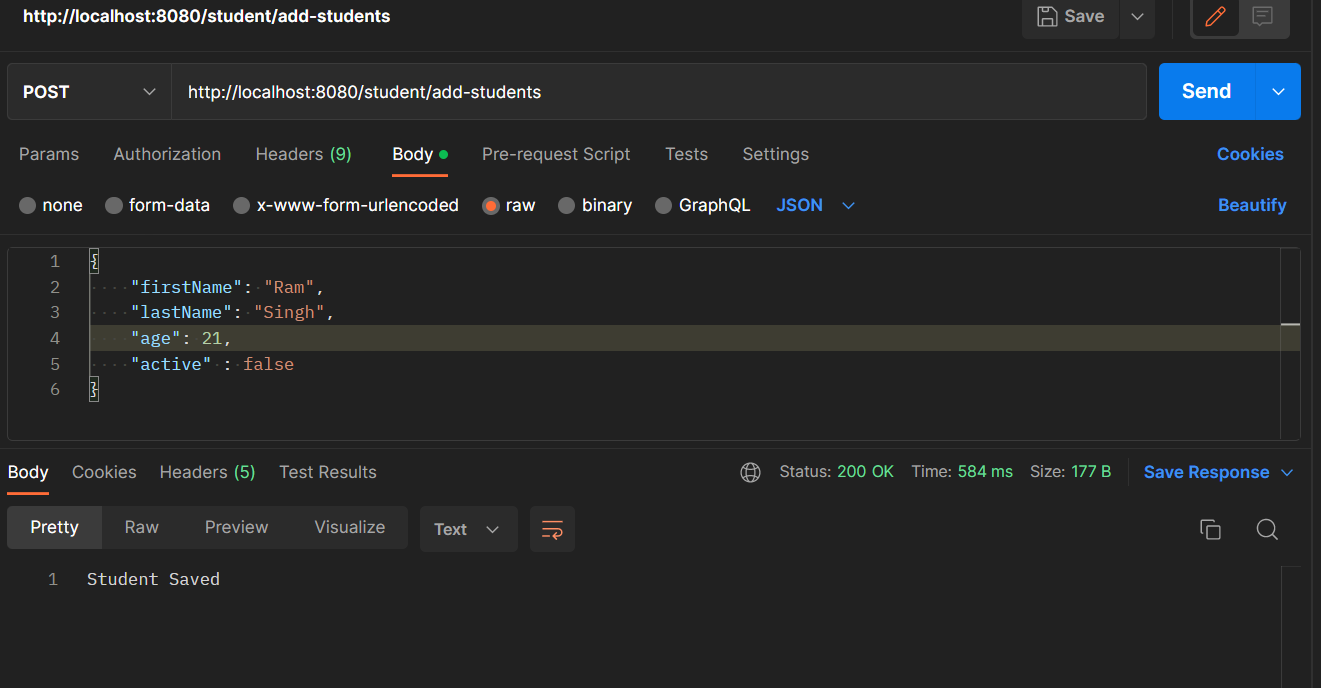 http://localhost:8080/student/add-students
Save
POST
http://localhost:8080/student/add-students
Send
Params Authorization Headers (9) Body Pre-request Script Tests Settings Cookies
none form-data x-www-form-urlencoded raw binary GraphQL JSON Beautify
1 {
2 "firstName": "Ram",
3 "lastName": "Singh",
4 "age": 21,
5 "active" : false
6 }
Body Cookies Headers (5) Test Results Status: 200 OK Time: 584 ms Size: 177 B Save Response
Pretty Raw Preview Visualize Text
1 Student Saved